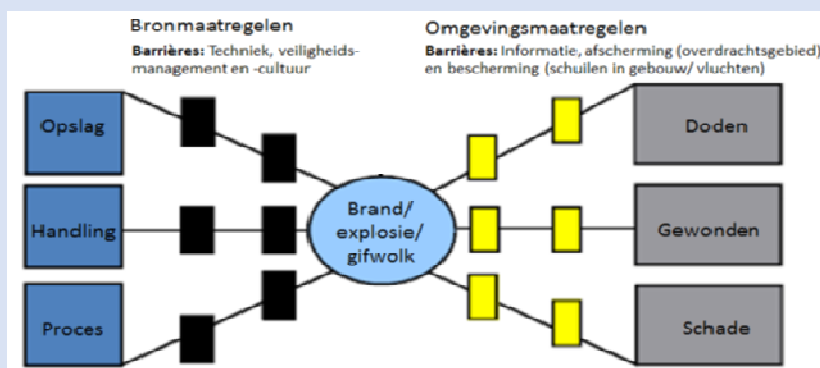 Bronmaatregelen
Barrières: Techniek, veiligheids-
management en -cultuur
Omgevingsmaatregelen
Barrières: Informatie, afscherming (overdrachtsgebied)
en bescherming (schuilen in gebouw/ vluchten)
Opslag
Handling
Proces
Brand/
explosie/
gifwolk
Doden
Gewonden
Schade